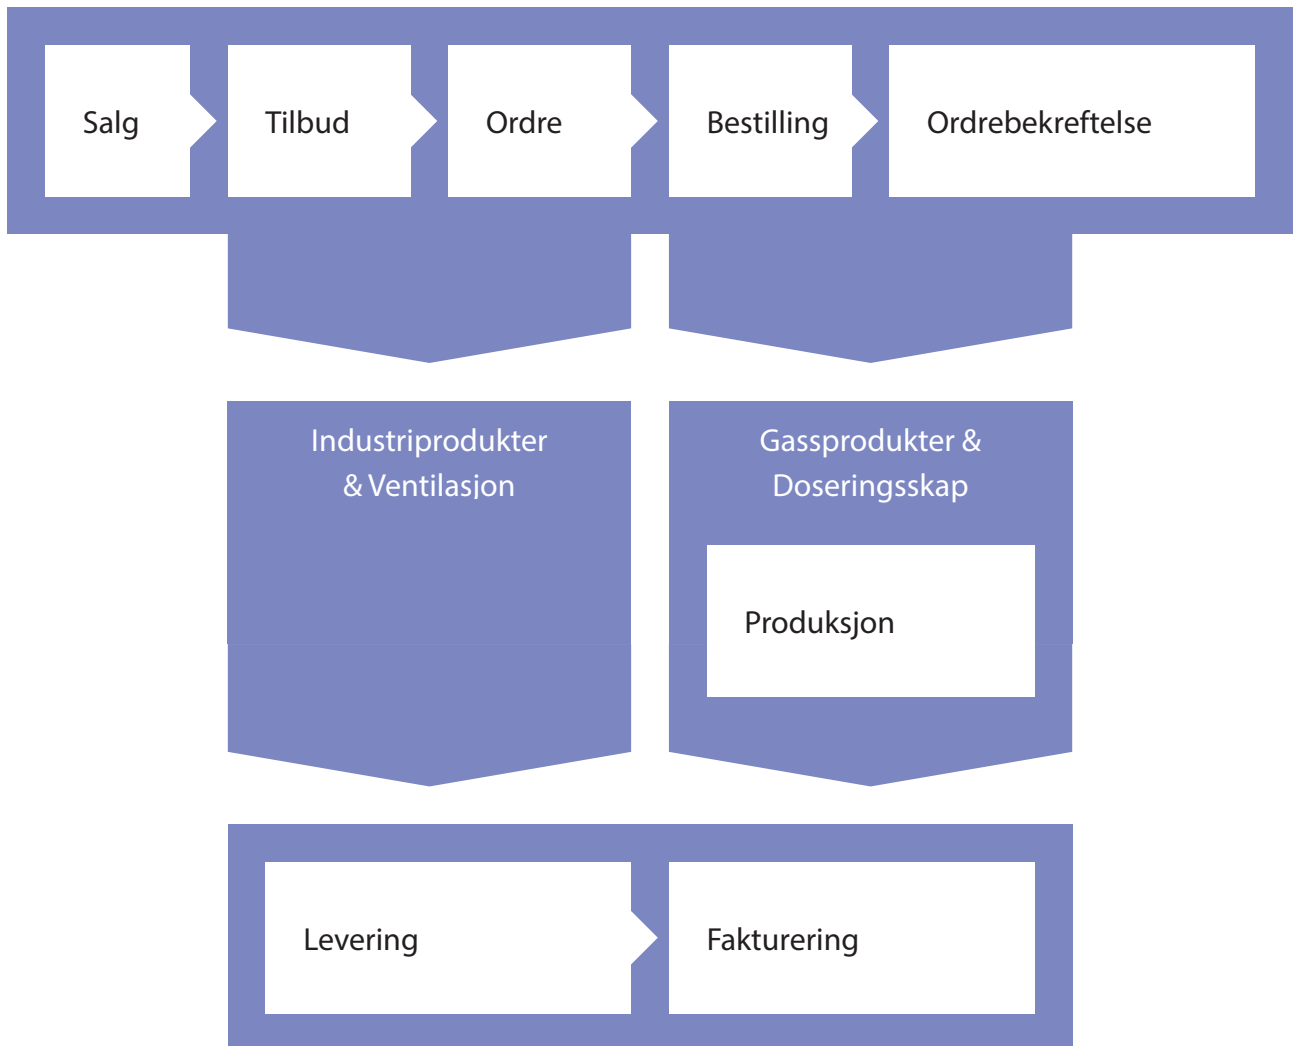 Salg
Tilbud
Ordre
Bestilling
Ordrebekreftelse
Industriprodukter
& Ventilasjon
Gassprodukter &
Doseringsskap
Produksjon
Levering
Fakturering